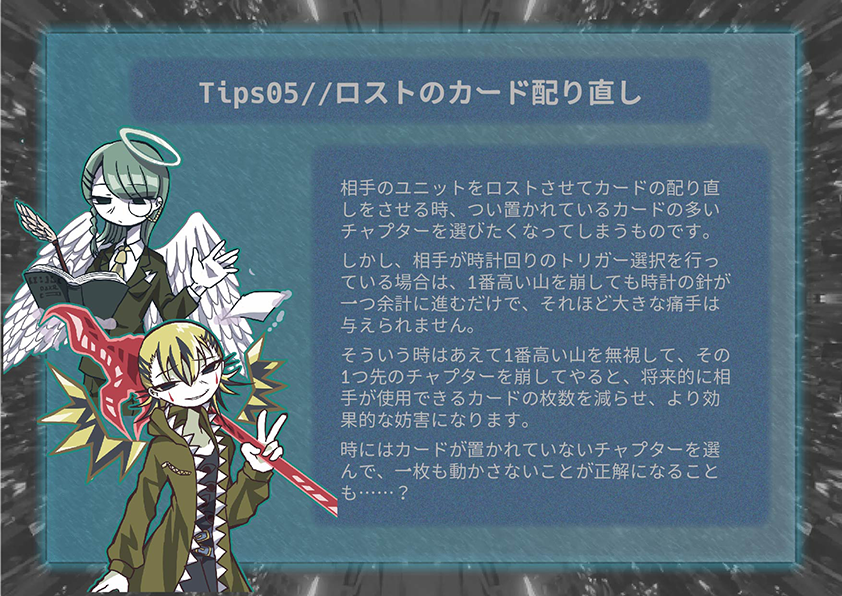 Tips05//ロストのカード配り直し
相手のユニットをロストさせてカードの配り直
しをさせる時、つい置かれているカードの多い
チャプターを選びたくなってしまうものです。
しかし、相手が時計回りのトリガー選択を行っ
ている場合は、1番高い山を崩しても時計の針が
一つ余計に進むだけで、それほど大きな痛手は
与えられません。
そういう時はあえて1番高い山を無視して、その
1つ先のチャプターを崩してやると、将来的に相
手が使用できるカードの枚数を減らせ、より効
果的な妨害になります。
時にはカードが置かれていないチャプターを選
んで、一枚も動かさないことが正解になること
も……？